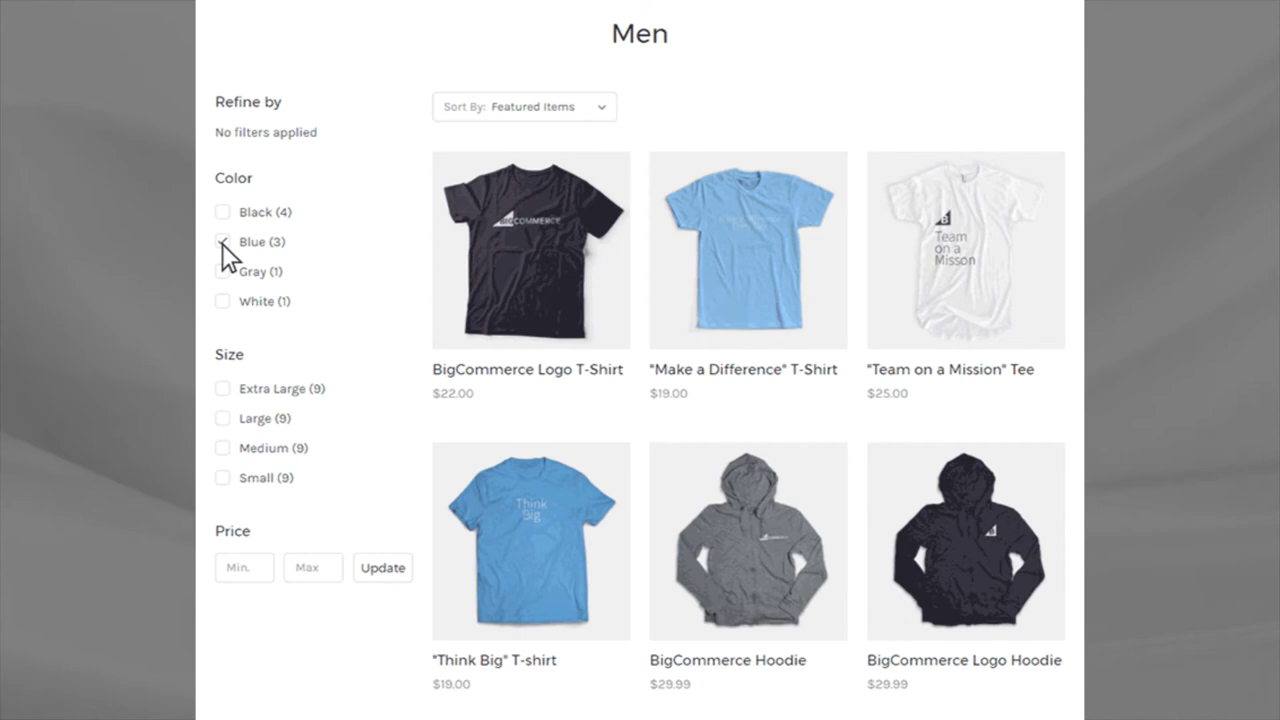 Men
Refine by
No filters applied
Color
Black (4)
Blue (3)
Gray (1)
White (1)
Size
Extra Large (9)
Large (9)
Medium (9)
Small (9)
Price
Min.
Max
Update
Sort By: Featured Items
BIGCOMMERCE
BigCommerce Logo T-Shirt
$22.00
"Make a Difference" T-Shirt
$19.00
B
Team
on a
Misson
"Team on a Mission" Tee
$25.00
Think
Big
"Think Big" T-shirt
$19.00
BigCommerce Hoodie
$29.99
B
BigCommerce Logo Hoodie
$29.99